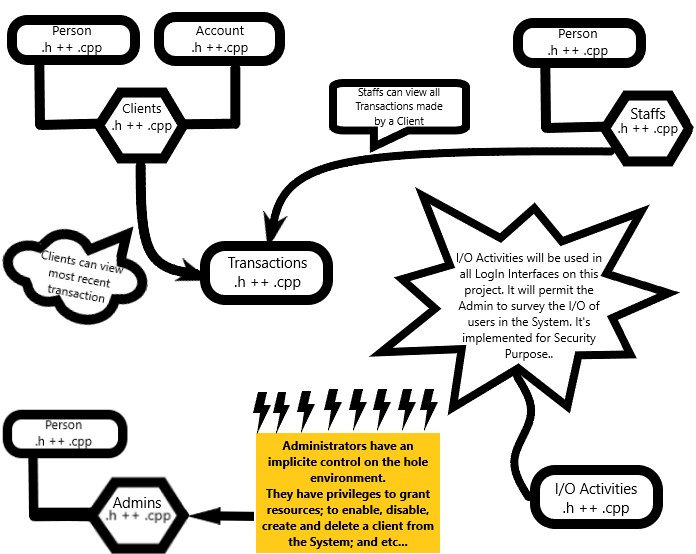 Person
.h ++ .cpp
Account
.h ++.cpp
Person
.h ++ .cpp
Clients
.h ++ .cpp
Staffs can view all
Transactions made
by a Client
Staffs
.h ++ .cpp
Clients can view
most recent
transaction
Transactions
.h ++ .cpp
I/O Activities will be used in
all LogIn Interfaces on this
project. It will permit the
Admin to survey the I/O of
users in the System. It's
implemented for Security
Purpose..
Person
.h ++ .cpp
Admins
.h ++ .cpp
Administrators have an
implicite control on the hole
environment.
They have privileges to grant
resources; to enable, disable,
create and delete a client from
the System; and etc...
I/O Activities
.h ++ .cpp